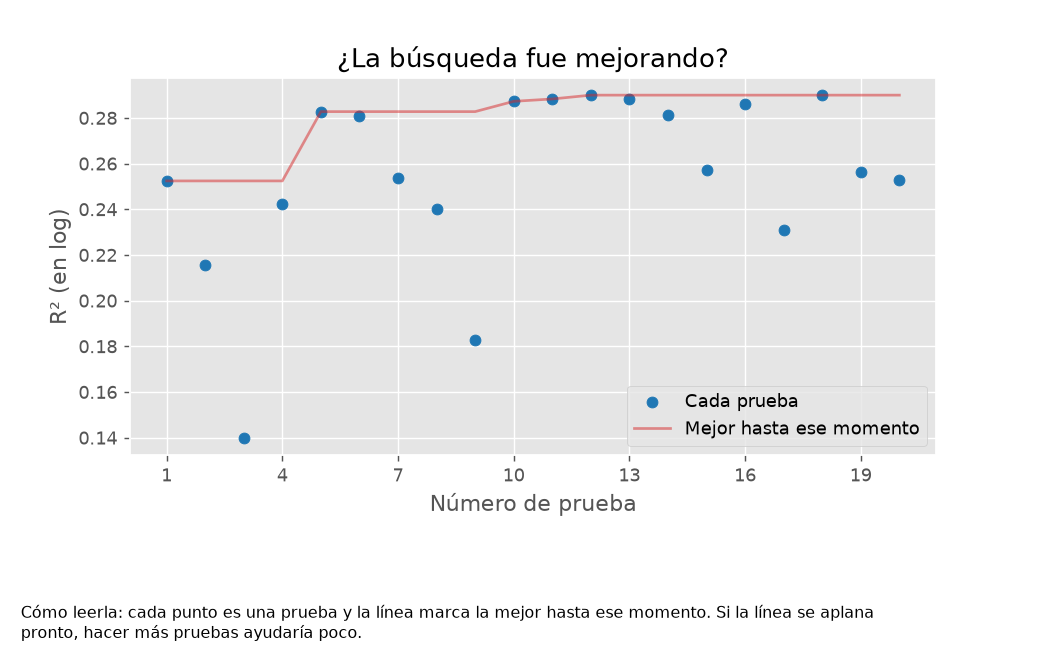 ¿La búsqueda fue mejorando?
R² (en log)
0.28
0.26
0.24
0.22
0.20
0.18
0.16
0.14
Cada prueba
Mejor hasta ese momento
1 4 7 10 13 16 19
Número de prueba
Cómo leerla: cada punto es una prueba y la línea marca la mejor hasta ese momento. Si la línea se aplana
pronto, hacer más pruebas ayudaría poco.